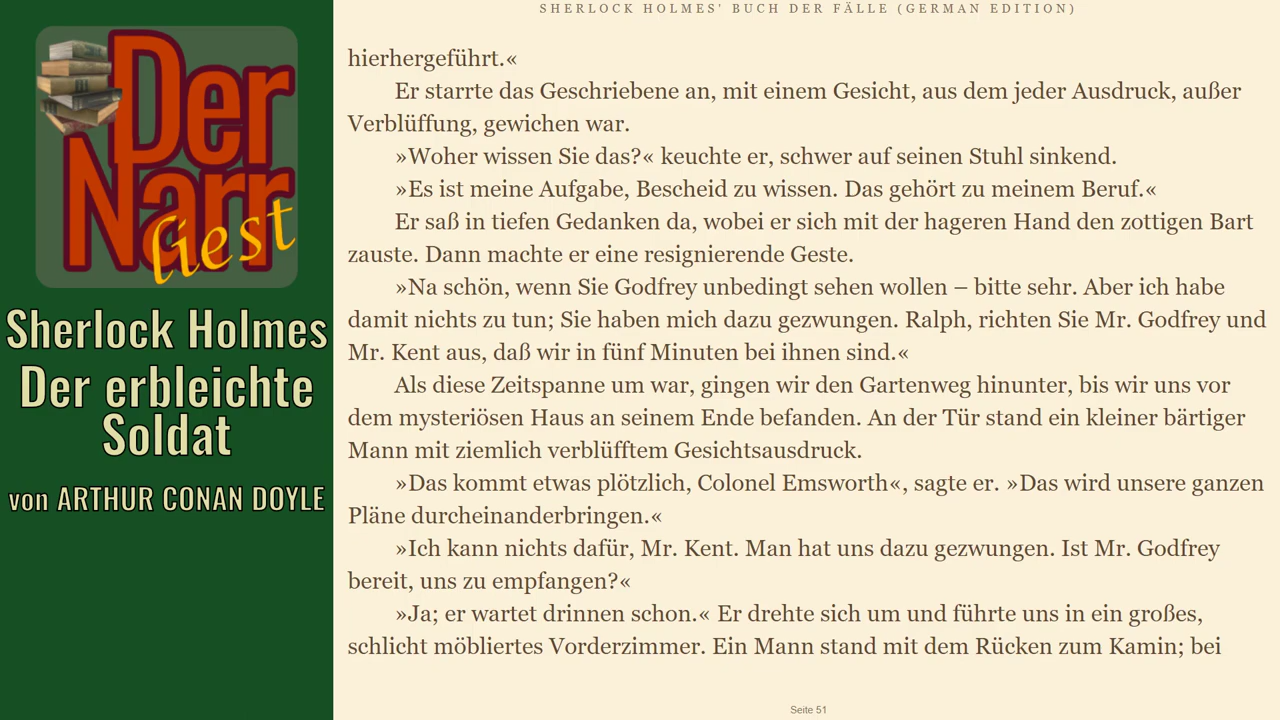 Der
Narr
liest
Sherlock Holmes
Der erbleichte
Soldat
von ARTHUR CONAN DOYLE
SHERLOCK HOLMES' BUCH DER FÄLLE (GERMAN EDITION)
hierhergeführt.«
Er starrte das Geschriebene an, mit einem Gesicht, aus dem jeder Ausdruck, außer
Verblüffung, gewichen war.
»Woher wissen Sie das?« keuchte er, schwer auf seinen Stuhl sinkend.
»Es ist meine Aufgabe, Bescheid zu wissen. Das gehört zu meinem Beruf.«
Er saß in tiefen Gedanken da, wobei er sich mit der hageren Hand den zottigen Bart
zauste. Dann machte er eine resignierende Geste.
»Na schön, wenn Sie Godfrey unbedingt sehen wollen – bitte sehr. Aber ich habe
damit nichts zu tun; Sie haben mich dazu gezwungen. Ralph, richten Sie Mr. Godfrey und
Mr. Kent aus, daß wir in fünf Minuten bei ihnen sind.«
Als diese Zeitspanne um war, gingen wir den Gartenweg hinunter, bis wir uns vor
dem mysteriösen Haus an seinem Ende befanden. An der Tür stand ein kleiner bärtiger
Mann mit ziemlich verblüfftem Gesichtsausdruck.
»Das kommt etwas plötzlich, Colonel Emsworth«, sagte er. »Das wird unsere ganzen
Pläne durcheinanderbringen.«
»Ich kann nichts dafür, Mr. Kent. Man hat uns dazu gezwungen. Ist Mr. Godfrey
bereit, uns zu empfangen?«
»Ja; er wartet drinnen schon.« Er drehte sich um und führte uns in ein großes,
schlicht möbliertes Vorderzimmer. Ein Mann stand mit dem Rücken zum Kamin; bei
Seite 51